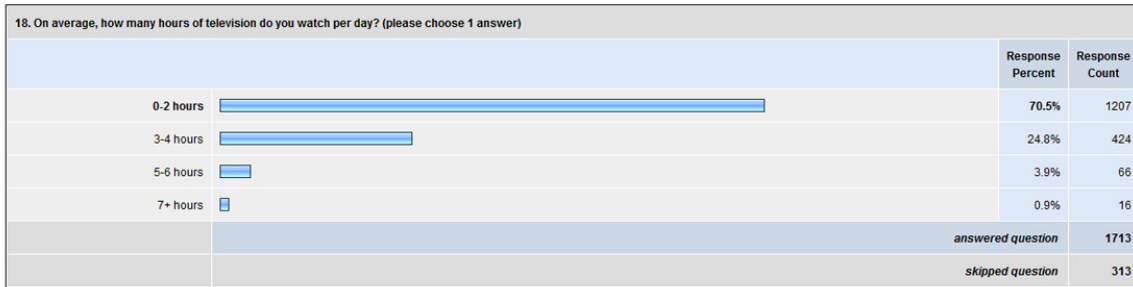 18. On average, how many hours of television do you watch per day? (please choose 1 answer)
Response Percent Response Count
0-2 hours 70.5% 1207
3-4 hours 24.8% 424
5-6 hours 3.9% 66
7+ hours 0.9% 16
answered question 1713
skipped question 313